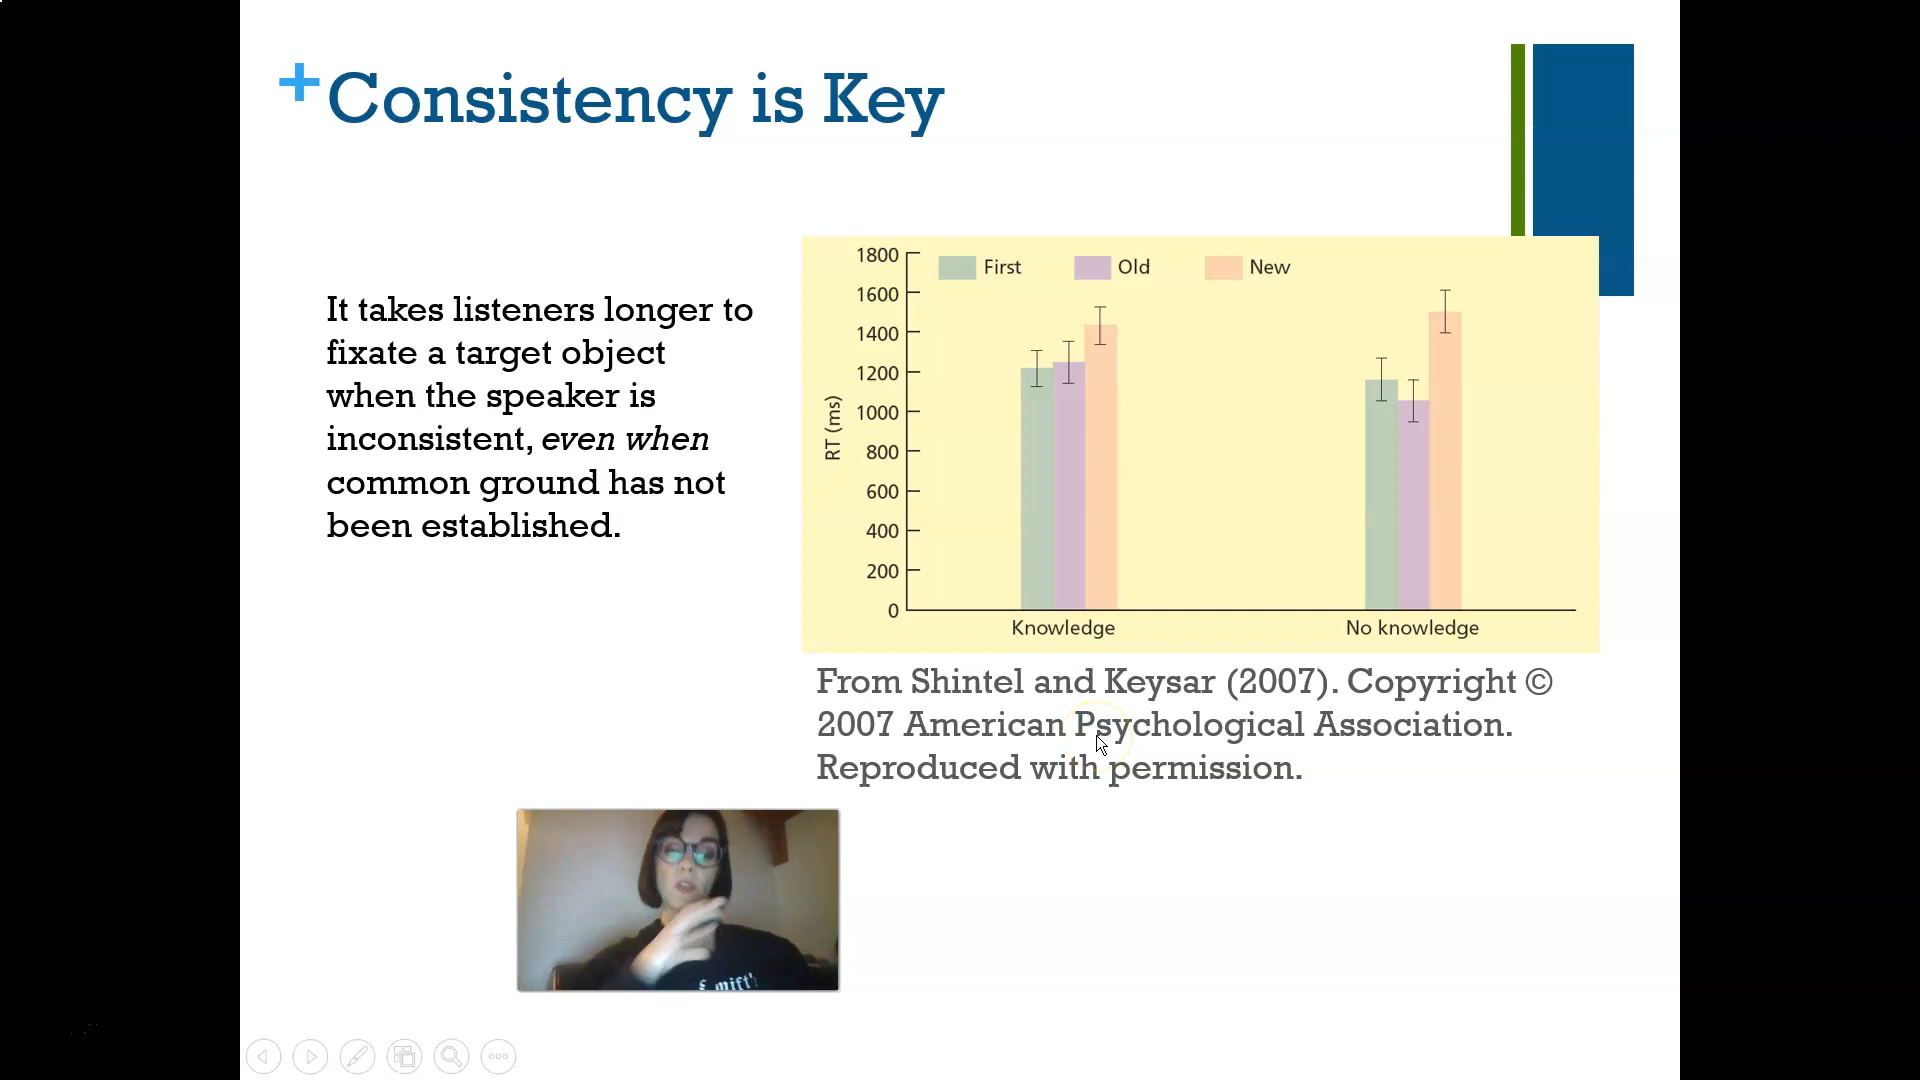 + Consistency is Key
It takes listeners longer to
fixate a target object
when the speaker is
inconsistent, even when
common ground has not
been established.
1800
1600
1400
1200
1000
800
600
400
200
0
RT (ms)
First Old New
Knowledge No knowledge
From Shintel and Keysar (2007). Copyright ©
2007 American Psychological Association.
Reproduced with permission.